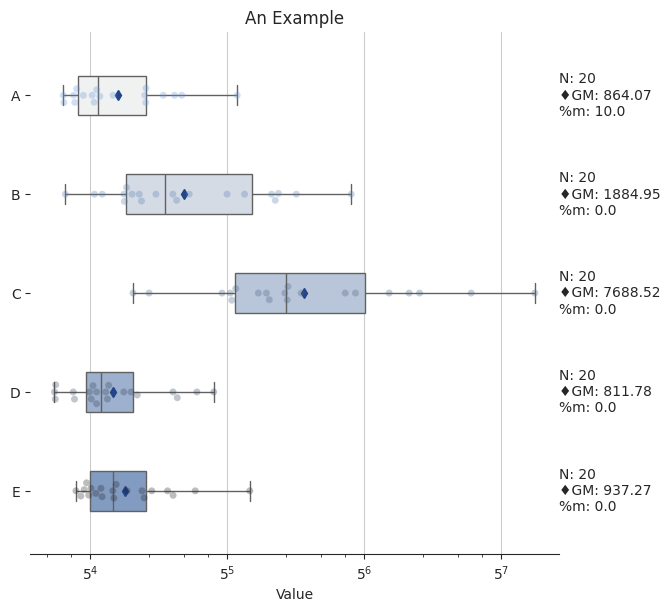 An Example
A
N: 20
♦GM: 864.07
%m: 10.0
B
N: 20
♦GM: 1884.95
%m: 0.0
C
N: 20
♦GM: 7688.52
%m: 0.0
D
N: 20
♦GM: 811.78
%m: 0.0
E
N: 20
♦GM: 937.27
%m: 0.0
5⁴ 5⁵ 5⁶ 5⁷
Value